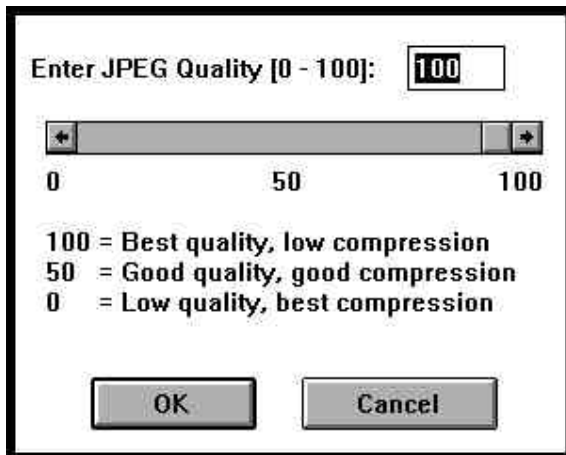 Enter JPEG Quality [0 - 100]: 100
0 50 100
100 = Best quality, low compression
50 = Good quality, good compression
0 = Low quality, best compression
OK Cancel